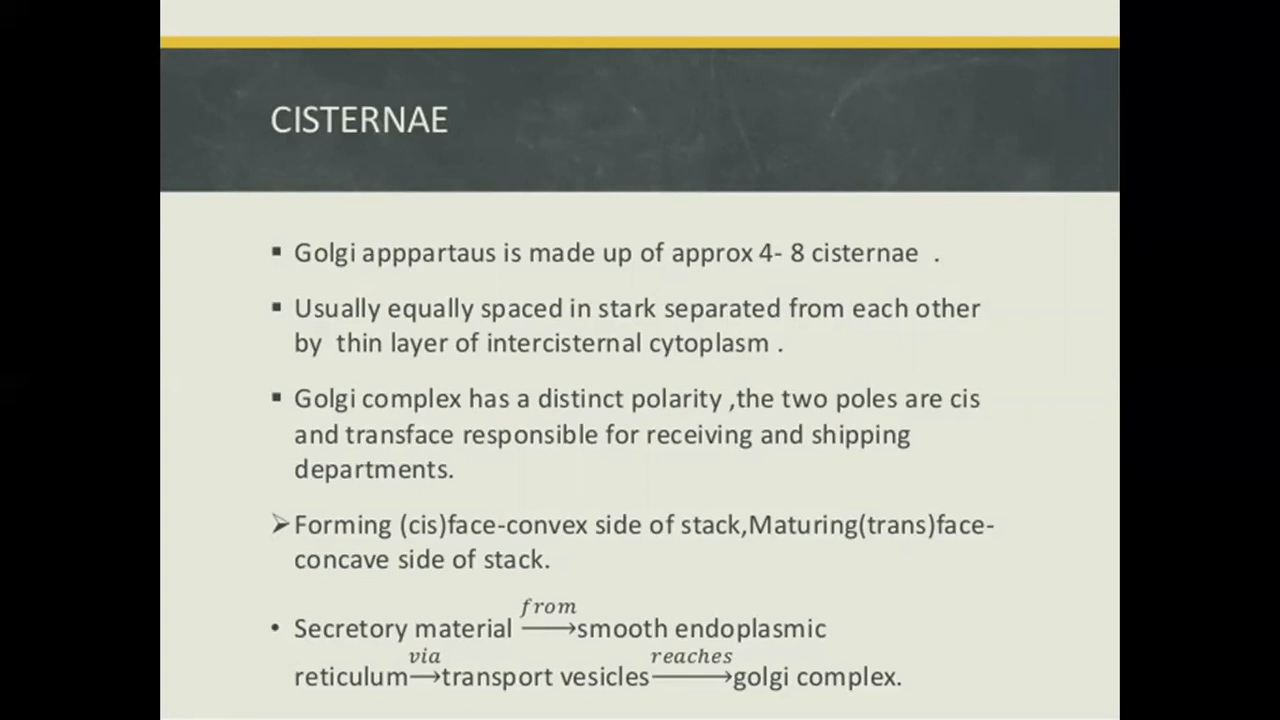 CISTERNAE
▪ Golgi apppartaus is made up of approx 4- 8 cisternae .
▪ Usually equally spaced in stark separated from each other
by thin layer of intercisternal cytoplasm .
▪ Golgi complex has a distinct polarity ,the two poles are cis
and transface responsible for receiving and shipping
departments.
➢Forming (cis)face-convex side of stack,Maturing(trans)face-
concave side of stack.
from
• Secretory material ⟶smooth endoplasmic
via reaches
reticulum⟶transport vesicles⟶golgi complex.